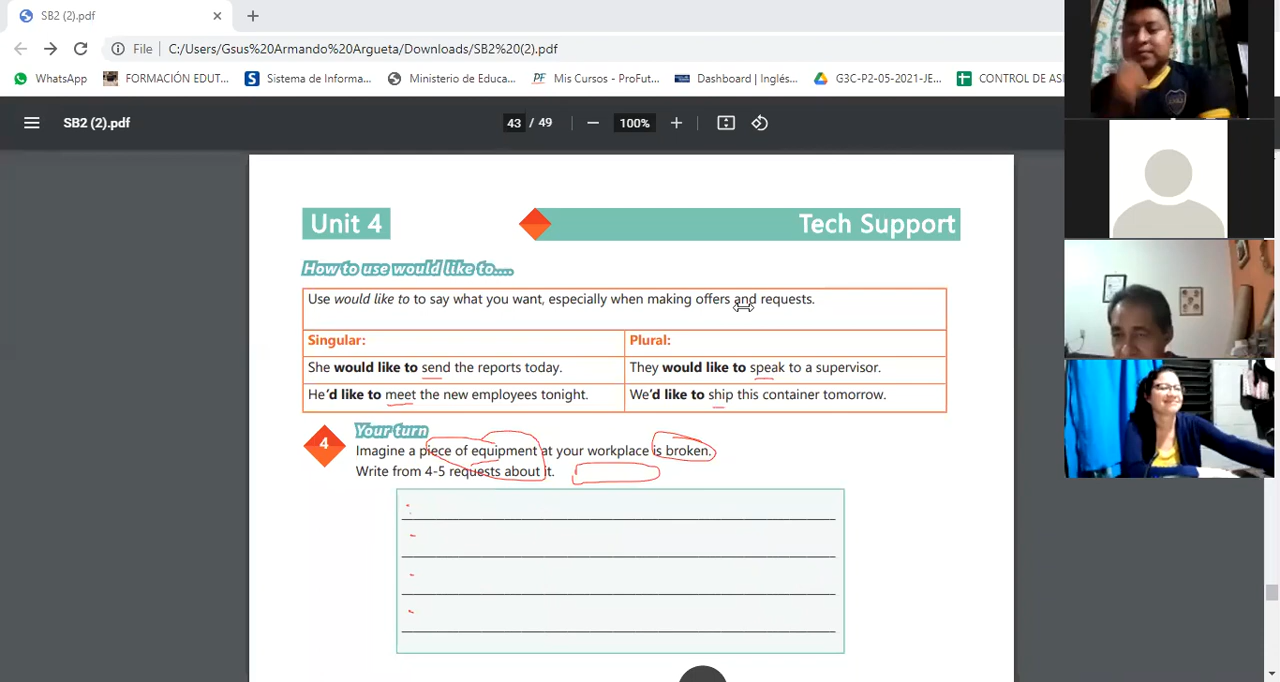 SB2 (2).pdf
File C:/Users/Gsus%20Armando%20Argueta/Downloads/SB2%20(2).pdf
WhatsApp FORMACIÓN EDUT... Sistema de Informa... Ministerio de Educa... PF Mis Cursos - ProFut... Dashboard | Inglés... G3C-P2-05-2021-JE... CONTROL DE AS
SB2 (2).pdf 43 / 49 100%
Unit 4 Tech Support
How to use would like to....
Use would like to to say what you want, especially when making offers and requests.
Singular: Plural:
She would like to send the reports today. They would like to speak to a supervisor.
He'd like to meet the new employees tonight. We'd like to ship this container tomorrow.
Your turn
4 Imagine a piece of equipment at your workplace is broken.
Write from 4-5 requests about it.